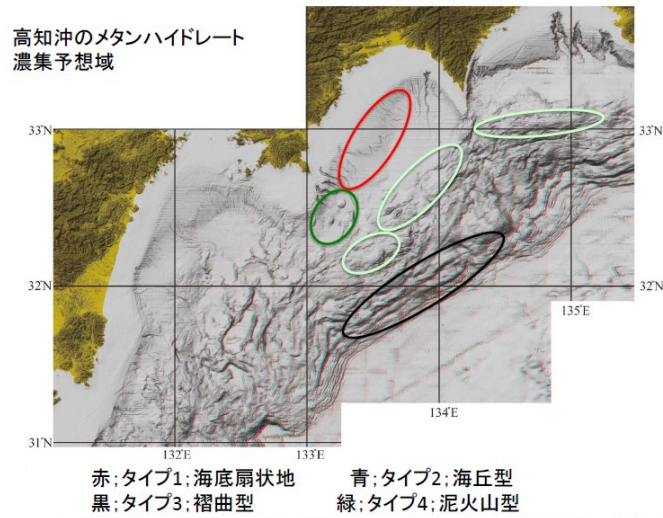 高知沖のメタンハイドレート
濃集予想域
33°N
33°N
32°N
32°N
135°E
134°E
31°N
132°E
133°E
赤;タイプ1;海底扇状地
青;タイプ2;海丘型
黒;タイプ3;褶曲型
緑;タイプ4;泥火山型